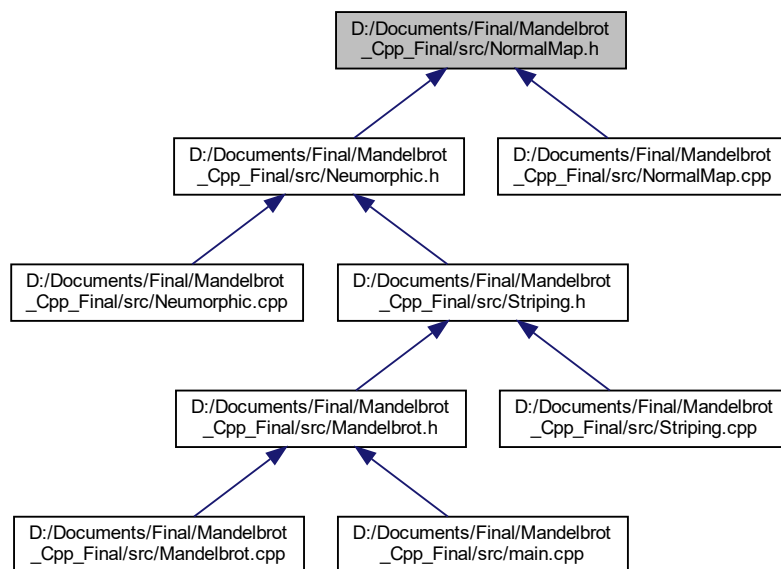 D:/Documents/Final/Mandelbrot
_Cpp_Final/src/NormalMap.h
D:/Documents/Final/Mandelbrot
_Cpp_Final/src/Neumorphic.h
D:/Documents/Final/Mandelbrot
_Cpp_Final/src/NormalMap.cpp
D:/Documents/Final/Mandelbrot
_Cpp_Final/src/Neumorphic.cpp
D:/Documents/Final/Mandelbrot
_Cpp_Final/src/Striping.h
D:/Documents/Final/Mandelbrot
_Cpp_Final/src/Mandelbrot.h
D:/Documents/Final/Mandelbrot
_Cpp_Final/src/Striping.cpp
D:/Documents/Final/Mandelbrot
_Cpp_Final/src/Mandelbrot.cpp
D:/Documents/Final/Mandelbrot
_Cpp_Final/src/main.cpp